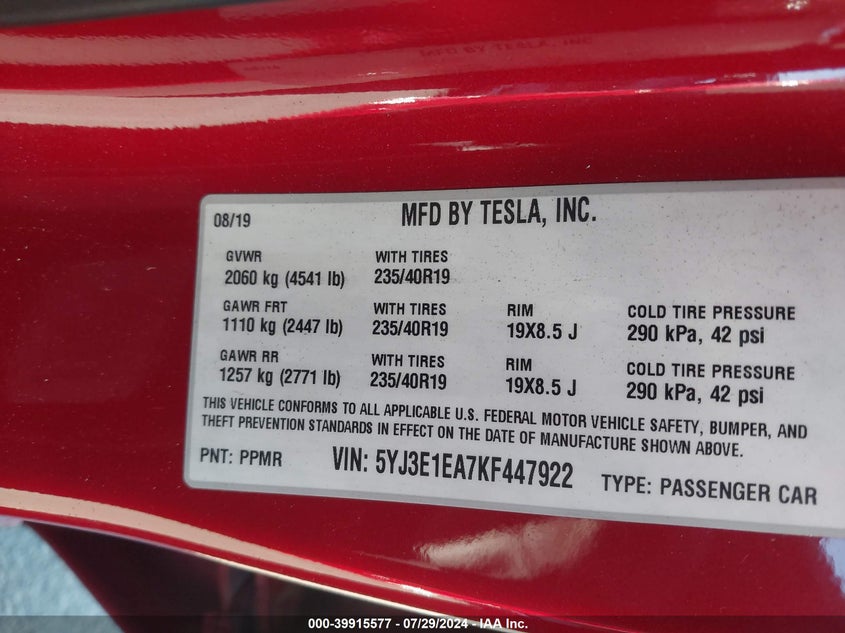 MFD BY TESLA, INC.
08/19 MFD BY TESLA, INC.
GVWR WITH TIRES
2060 kg (4541 lb) 235/40R19
GAWR FRT WITH TIRES RIM COLD TIRE PRESSURE
1110 kg (2447 lb) 235/40R19 19X8.5 J 290 kPa, 42 psi
GAWR RR WITH TIRES RIM COLD TIRE PRESSURE
1257 kg (2771 lb) 235/40R19 19X8.5 J 290 kPa, 42 psi
THIS VEHICLE CONFORMS TO ALL APPLICABLE U.S. FEDERAL MOTOR VEHICLE SAFETY, BUMPER, AND
THEFT PREVENTION STANDARDS IN EFFECT ON THE DATE OF MANUFACTURE SHOWN ABOVE.
PNT: PPMR VIN: 5YJ3E1EA7KF447922 TYPE: PASSENGER CAR
000-39915577 - 07/29/2024 - IAA Inc.